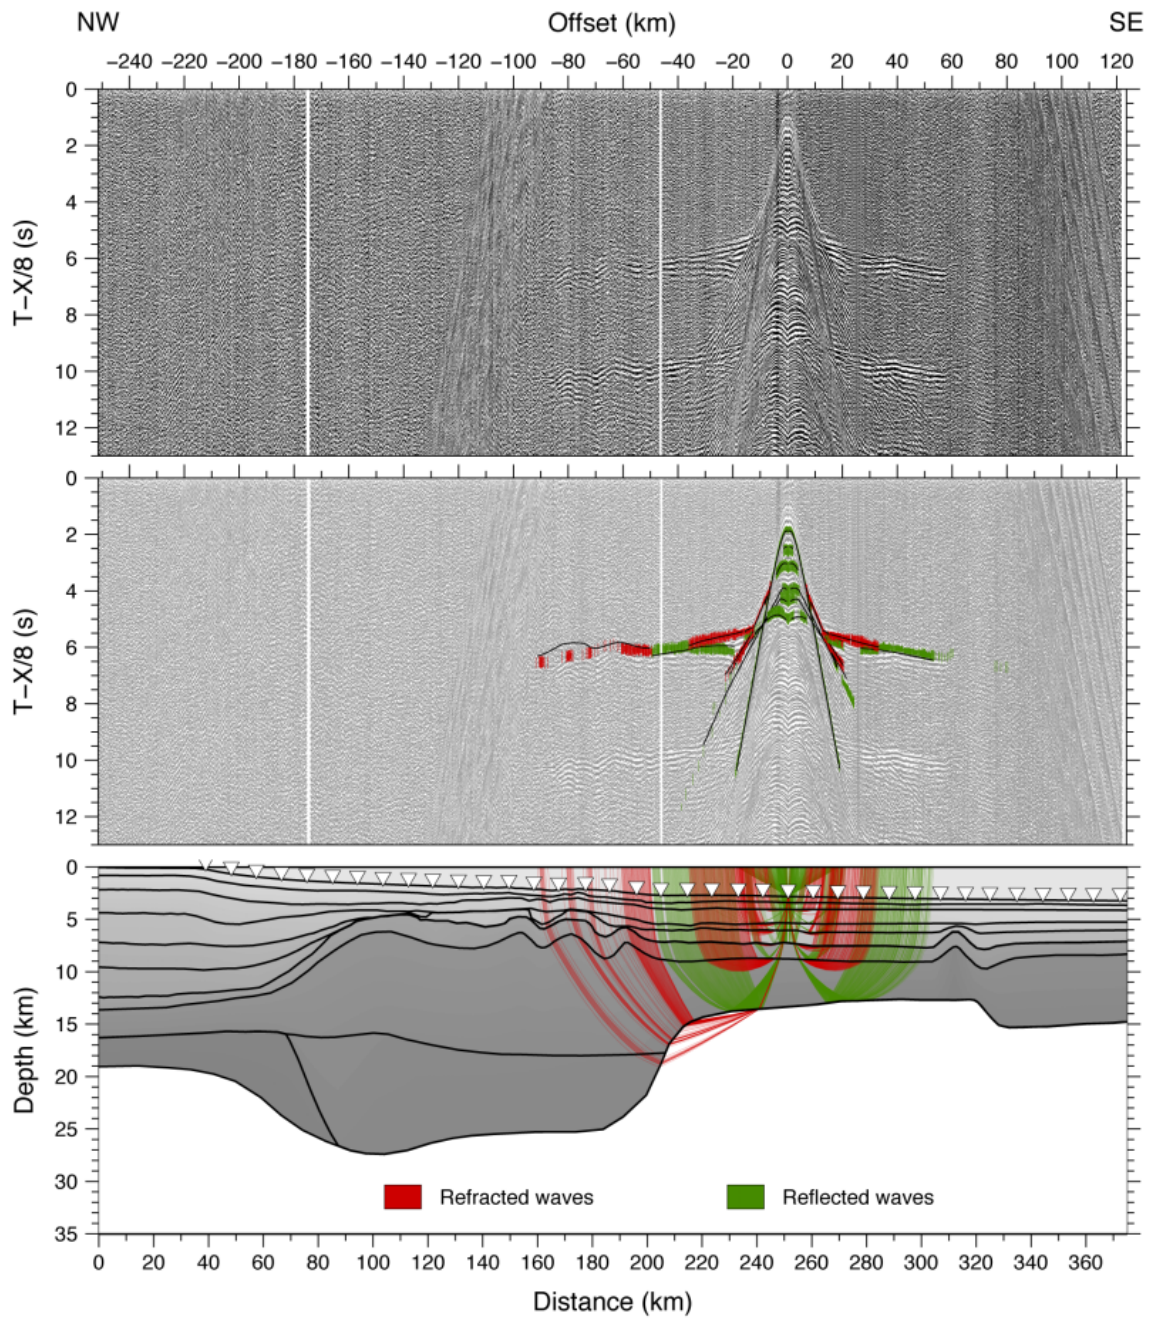 NW Offset (km) SE
−240 −220 −200 −180 −160 −140 −120 −100 −80 −60 −40 −20 0 20 40 60 80 100 120
0
2
4
6
8
10
12
T−X/8 (s)
0
2
4
6
8
10
12
T−X/8 (s)
0
5
10
15
20
25
30
35
Depth (km)
Refracted waves Reflected waves
0 20 40 60 80 100 120 140 160 180 200 220 240 260 280 300 320 340 360
Distance (km)